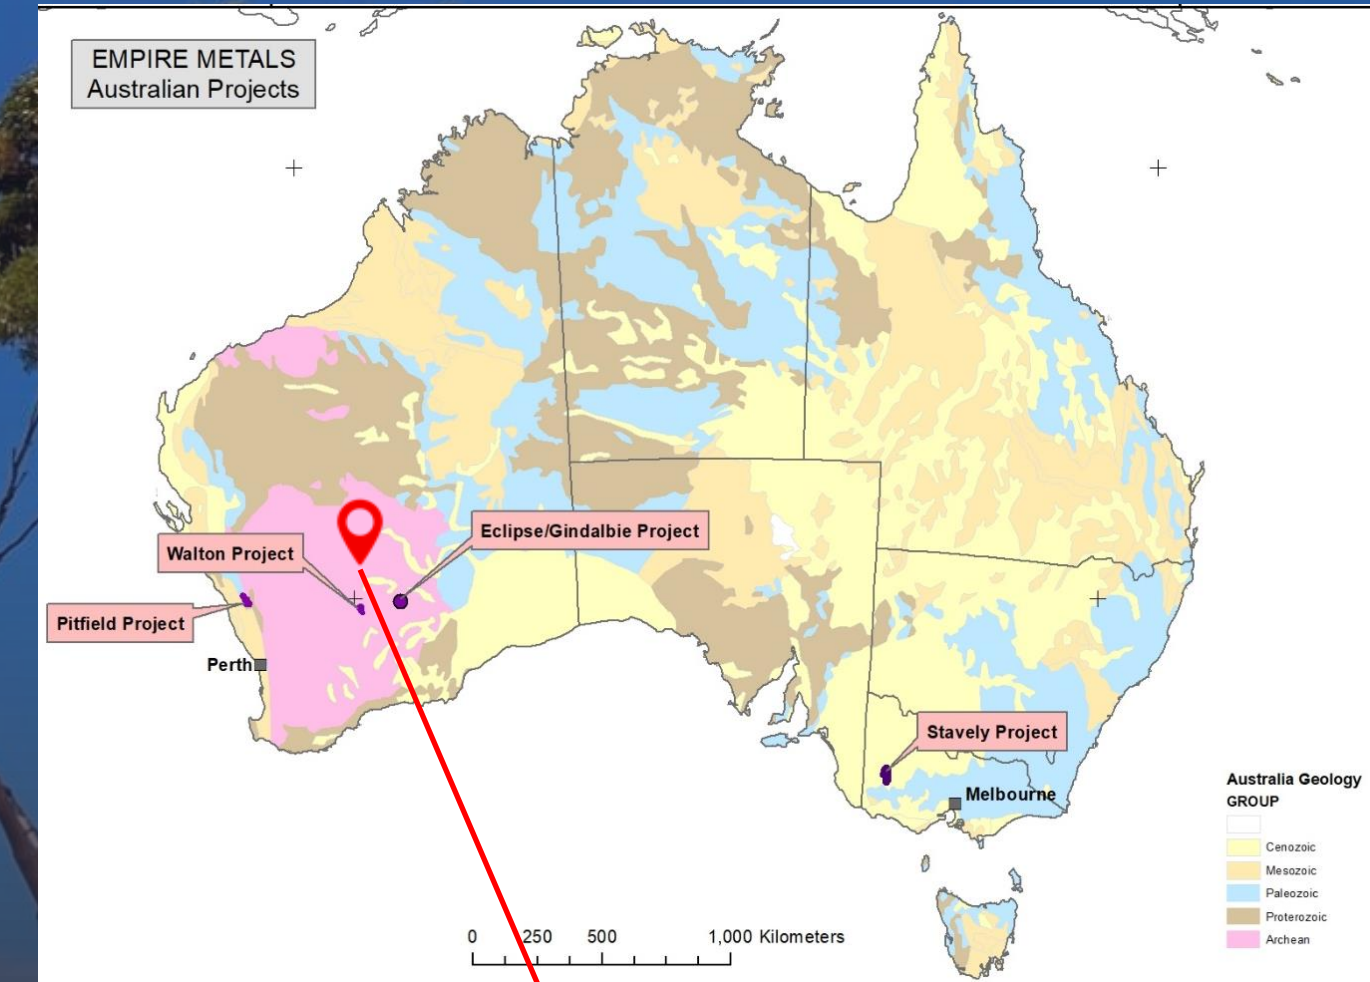 EMPIRE METALS
Australian Projects
Eclipse/Gindalbie Project
Walton Project
Pitfield Project
Perth
Stavely Project
Melbourne
Australia Geology
GROUP
Cenozoic
Mesozoic
Paleozoic
Proterozoic
Archean
0 250 500 1,000 Kilometers